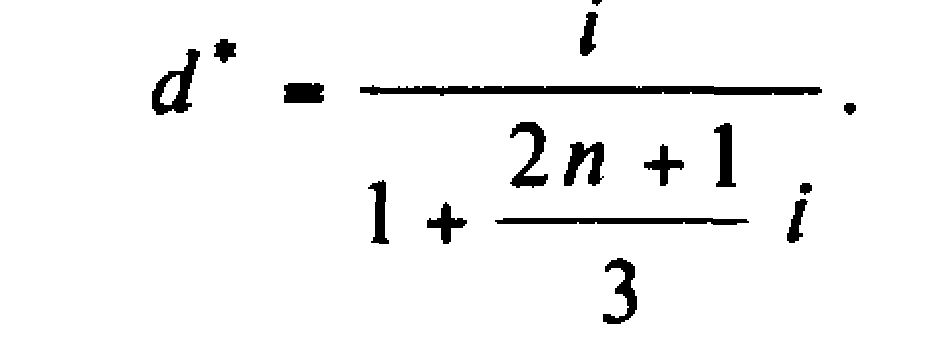 d* = i / (1 + (2n + 1)/3 i).